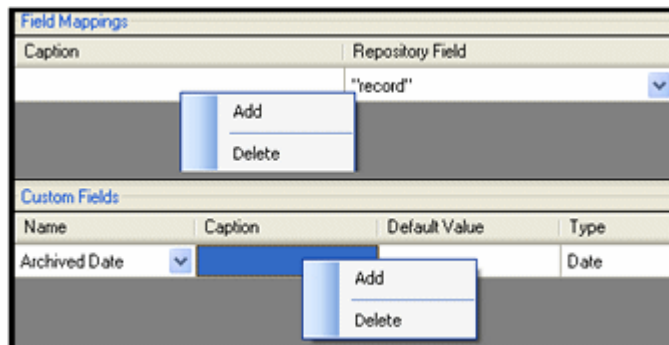 Field Mappings
Caption Repository Field
"record"
Add
Delete
Custom Fields
Name Caption Default Value Type
Archived Date Date
Add
Delete